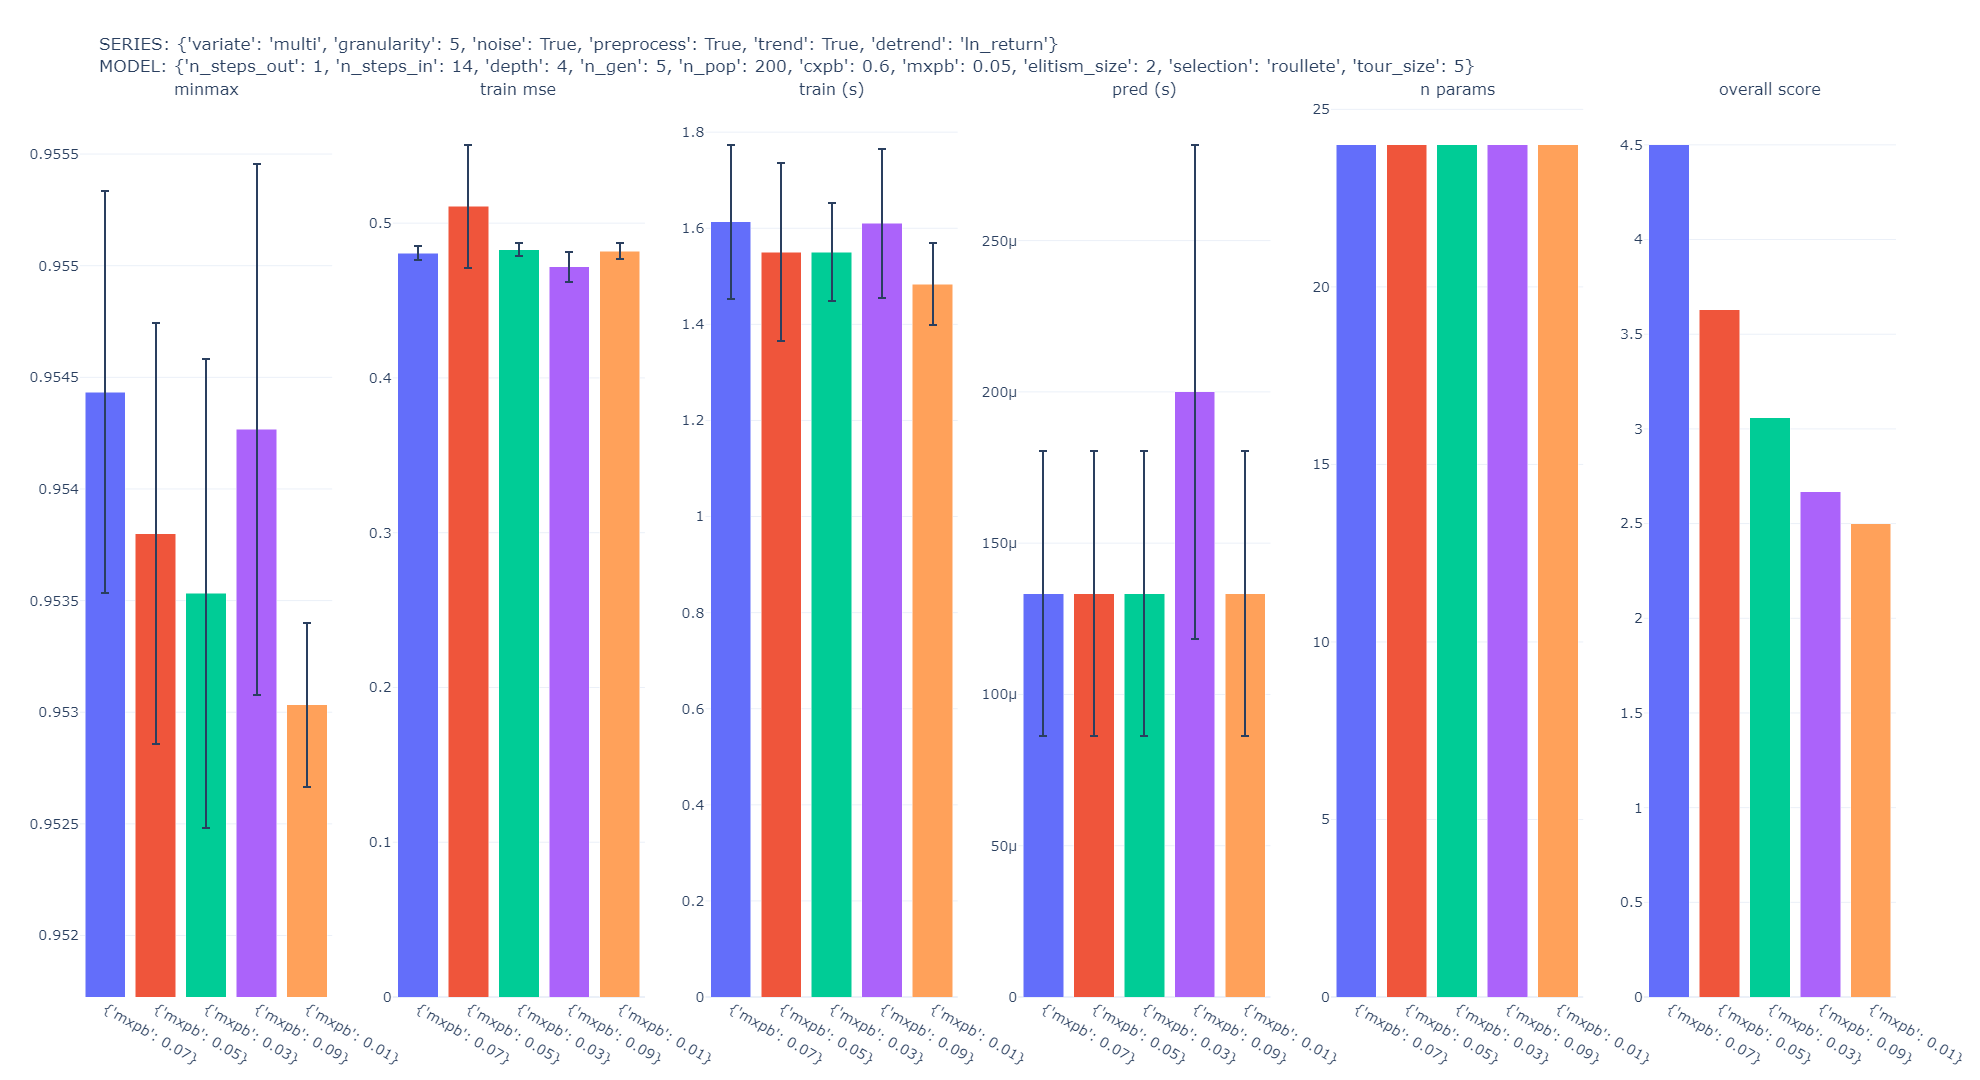 SERIES: {'variate': 'multi', 'granularity': 5, 'noise': True, 'preprocess': True, 'trend': True, 'detrend': 'ln_return'}
MODEL: {'n_steps_out': 1, 'n_steps_in': 14, 'depth': 4, 'n_gen': 5, 'n_pop': 200, 'cxpb': 0.6, 'mxpb': 0.05, 'elitism_size': 2, 'selection': 'roullete', 'tour_size': 5}
minmax
0.9555
0.955
0.9545
0.954
0.9535
0.953
0.9525
0.952
{'mxpb': 0.07}
{'mxpb': 0.05}
{'mxpb': 0.03}
{'mxpb': 0.09}
{'mxpb': 0.01}
train mse
0.5
0.4
0.3
0.2
0.1
0
{'mxpb': 0.07}
{'mxpb': 0.05}
{'mxpb': 0.03}
{'mxpb': 0.09}
{'mxpb': 0.01}
train (s)
1.8
1.6
1.4
1.2
1
0.8
0.6
0.4
0.2
0
{'mxpb': 0.07}
{'mxpb': 0.05}
{'mxpb': 0.03}
{'mxpb': 0.09}
{'mxpb': 0.01}
pred (s)
250μ
200μ
150μ
100μ
50μ
0
{'mxpb': 0.07}
{'mxpb': 0.05}
{'mxpb': 0.03}
{'mxpb': 0.09}
{'mxpb': 0.01}
n params
25
20
15
10
5
0
{'mxpb': 0.07}
{'mxpb': 0.05}
{'mxpb': 0.03}
{'mxpb': 0.09}
{'mxpb': 0.01}
overall score
4.5
4
3.5
3
2.5
2
1.5
1
0.5
0
{'mxpb': 0.07}
{'mxpb': 0.05}
{'mxpb': 0.03}
{'mxpb': 0.09}
{'mxpb': 0.01}